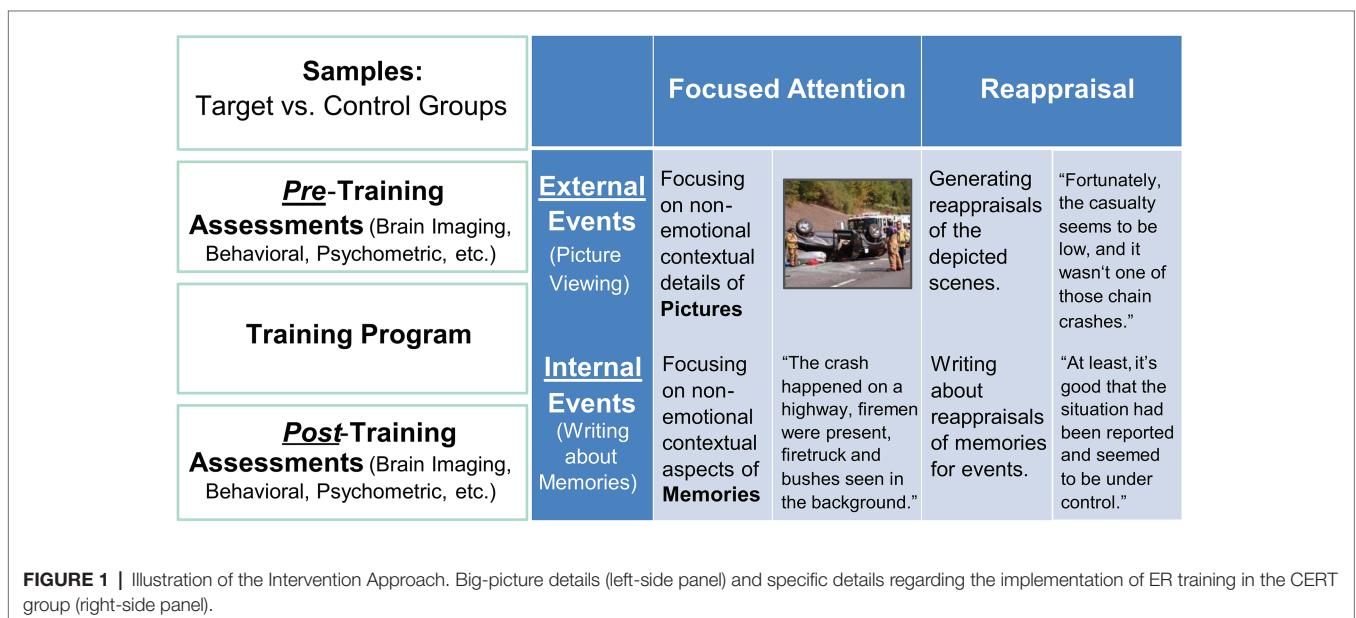 Samples:
Target vs. Control Groups
Pre-Training
Assessments (Brain Imaging,
Behavioral, Psychometric, etc.)
Training Program
Post-Training
Assessments (Brain Imaging,
Behavioral, Psychometric, etc.)
Focused Attention
Reappraisal
External
Events
(Picture
Viewing)
Focusing
on non-
emotional
contextual
details of
Pictures
Generating
reappraisals
of the
depicted
scenes.
“Fortunately,
the casualty
seems to be
low, and it
wasn‘t one of
those chain
crashes.”
Internal
Events
(Writing
about
Memories)
Focusing
on non-
emotional
contextual
aspects of
Memories
“The crash
happened on a
highway, firemen
were present,
firetruck and
bushes seen in
the background.”
Writing
about
reappraisals
of memories
for events.
“At least, it’s
good that the
situation had
been reported
and seemed
to be under
control.”
FIGURE 1 | Illustration of the Intervention Approach. Big-picture details (left-side panel) and specific details regarding the implementation of ER training in the CERT
group (right-side panel).